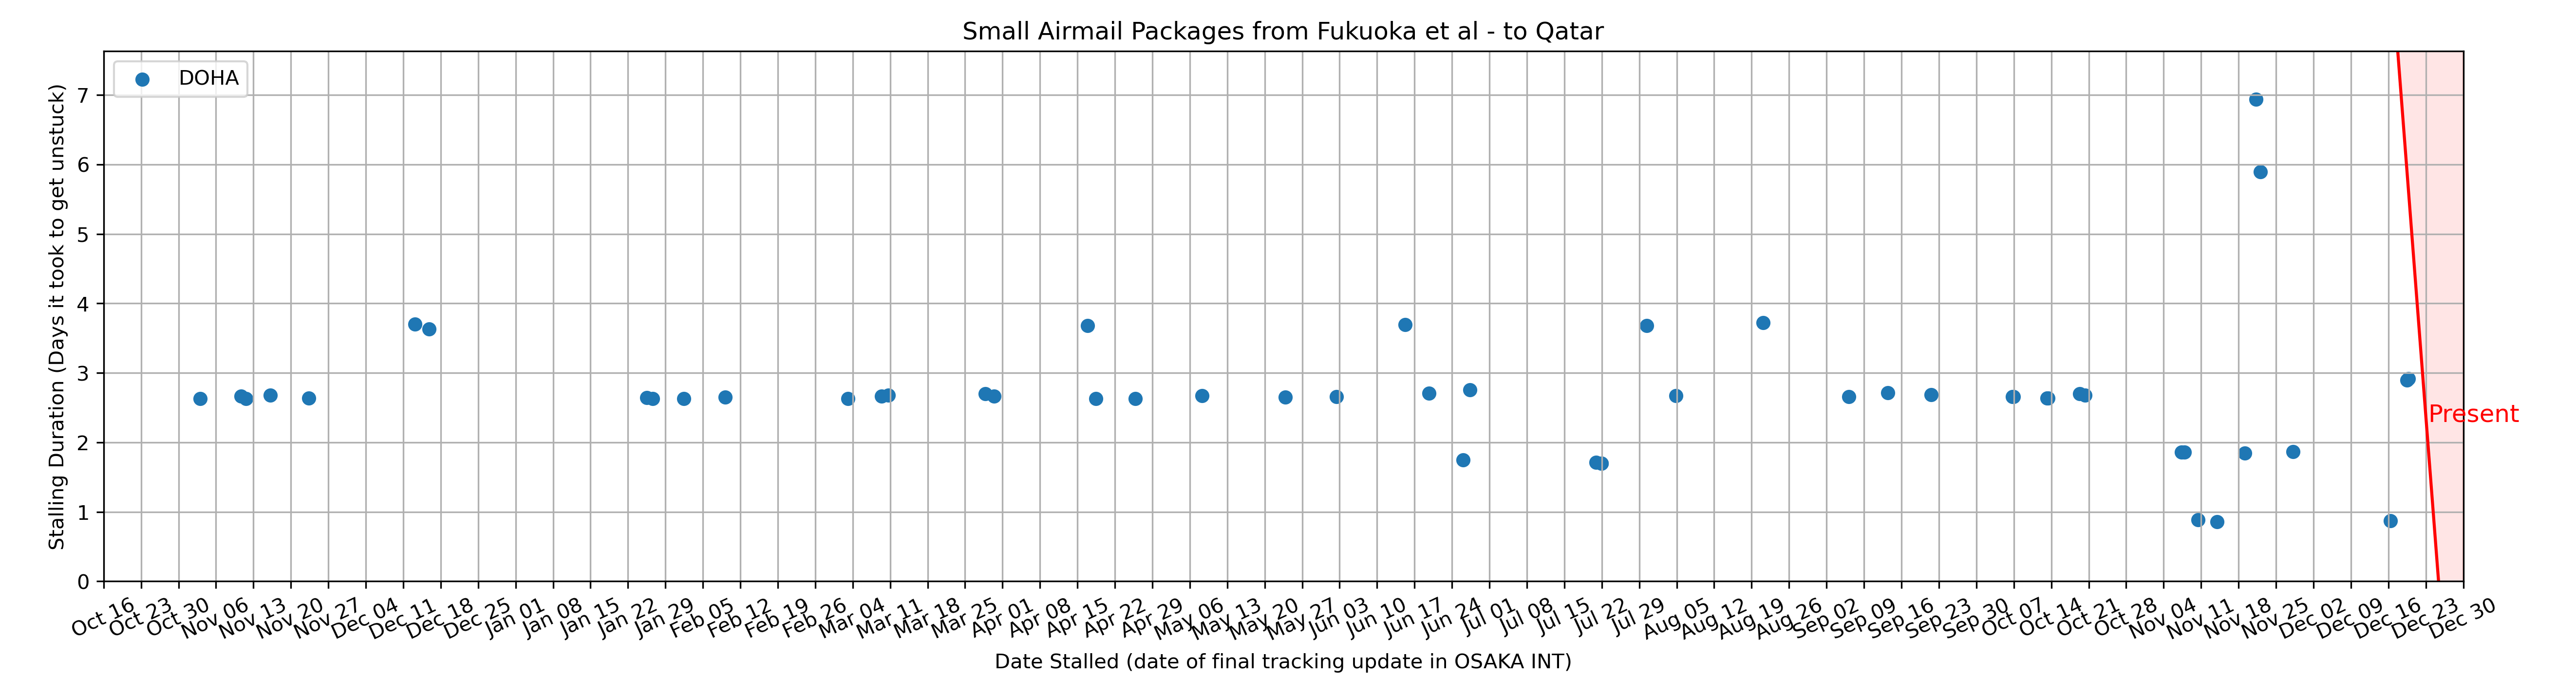 Small Airmail Packages from Fukuoka et al - to Qatar
DOHA
Stalling Duration (Days it took to get unstuck)
7
6
5
4
3
2
1
0
Present
Oct 16
Oct 23
Oct 30
Nov 06
Nov 13
Nov 20
Nov 27
Dec 04
Dec 11
Dec 18
Dec 25
Jan 01
Jan 08
Jan 15
Jan 22
Jan 29
Feb 05
Feb 12
Feb 19
Feb 26
Mar 04
Mar 11
Mar 18
Mar 25
Apr 01
Apr 08
Apr 15
Apr 22
Apr 29
May 06
May 13
May 20
May 27
Jun 03
Jun 10
Jun 17
Jun 24
Jul 01
Jul 08
Jul 15
Jul 22
Jul 29
Aug 05
Aug 12
Aug 19
Aug 26
Sep 02
Sep 09
Sep 16
Sep 23
Sep 30
Oct 07
Oct 14
Oct 21
Oct 28
Nov 04
Nov 11
Nov 18
Nov 25
Dec 02
Dec 09
Dec 16
Dec 23
Dec 30
Date Stalled (date of final tracking update in OSAKA INT)